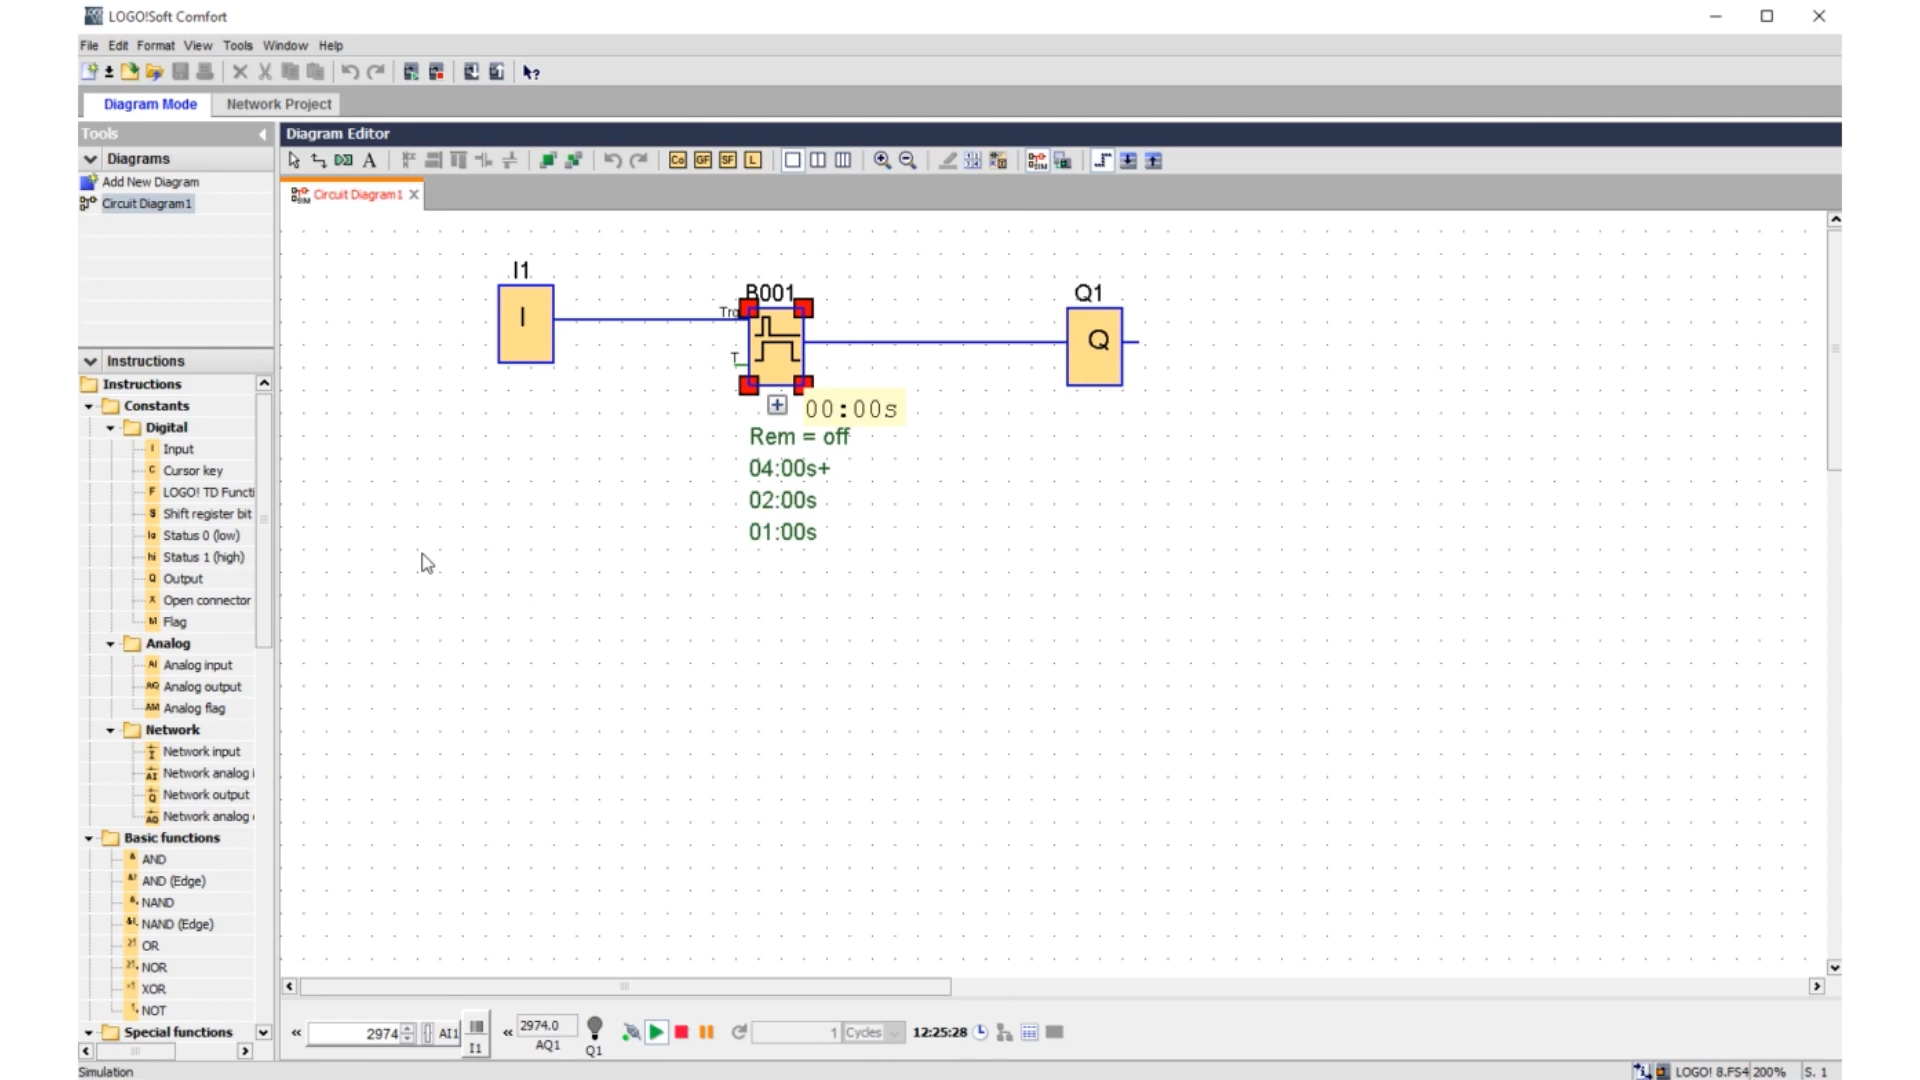 LOGO!Soft Comfort
File Edit Format View Tools Window Help
Diagram Mode Network Project
Tools
Diagram Editor
Diagrams
Add New Diagram
Circuit Diagram1
Co GF SF L
Circuit Diagram1
Instructions
Instructions
Constants
Digital
Input
Cursor key
LOGO! TD Functi
Shift register bit
Status 0 (low)
Status 1 (high)
Output
Open connector
Flag
Analog
Analog input
Analog output
Analog flag
Network
Network input
Network analog i
Network output
Network analog
Basic functions
AND
AND (Edge)
NAND
NAND (Edge)
OR
NOR
XOR
NOT
Special functions
I1
I
B001
Trg
T
Q1
Q
00:00s
Rem = off
04:00s+
02:00s
01:00s
2974 AI1
I1
2974.0
AQ1
Q1
1 Cycles
12:25:28
Simulation
LOGO! 8.FS4 200% S. 1